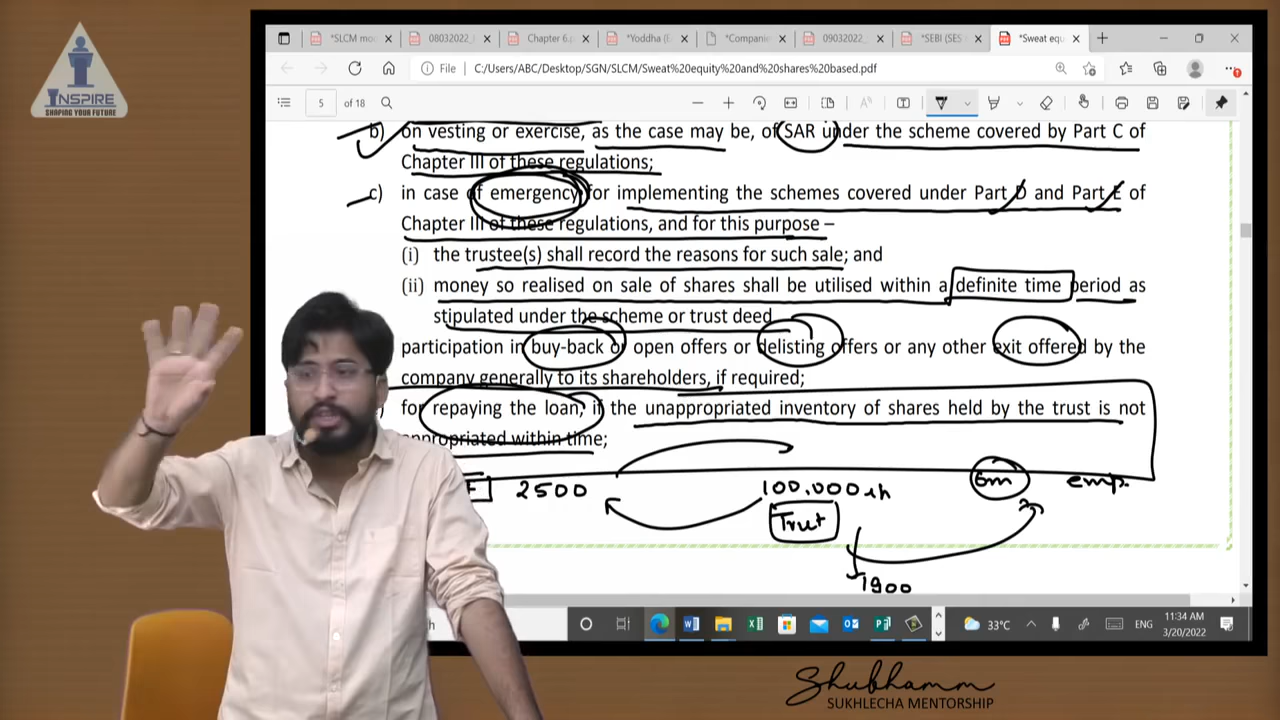 INSPIRE
SHAPING YOUR FUTURE
*SLCM mo
08032022_
Chapter 6.
*Yoddha (E
*Companie
09032022_
*SEBI (SES
*Sweat equ
File
C:/Users/ABC/Desktop/SGN/SLCM/Sweat%20equity%20and%20shares%20based.pdf
5 of 18
b) on vesting or exercise, as the case may be, of SAR under the scheme covered by Part C of
Chapter III of these regulations;
c) in case of emergency for implementing the schemes covered under Part D and Part E of
Chapter III of these regulations, and for this purpose –
(i) the trustee(s) shall record the reasons for such sale; and
(ii) money so realised on sale of shares shall be utilised within a definite time period as
stipulated under the scheme or trust deed
participation in buy-back or open offers or delisting offers or any other exit offered by the
company generally to its shareholders, if required;
for repaying the loan, if the unappropriated inventory of shares held by the trust is not
appropriated within time;
2500 100,000 sh 6m emp.
Trust
1900
33°C
ENG
11:34 AM
3/20/2022
Shubhamm
SUKHLECHA MENTORSHIP